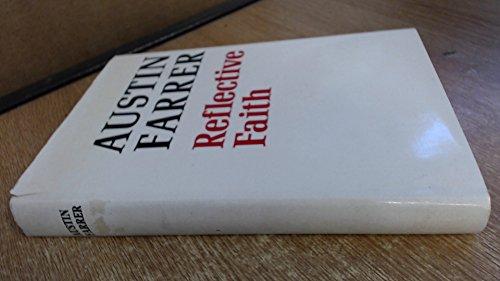 AUSTIN
FARRER
Reflective
Faith
AUSTIN
FARRER